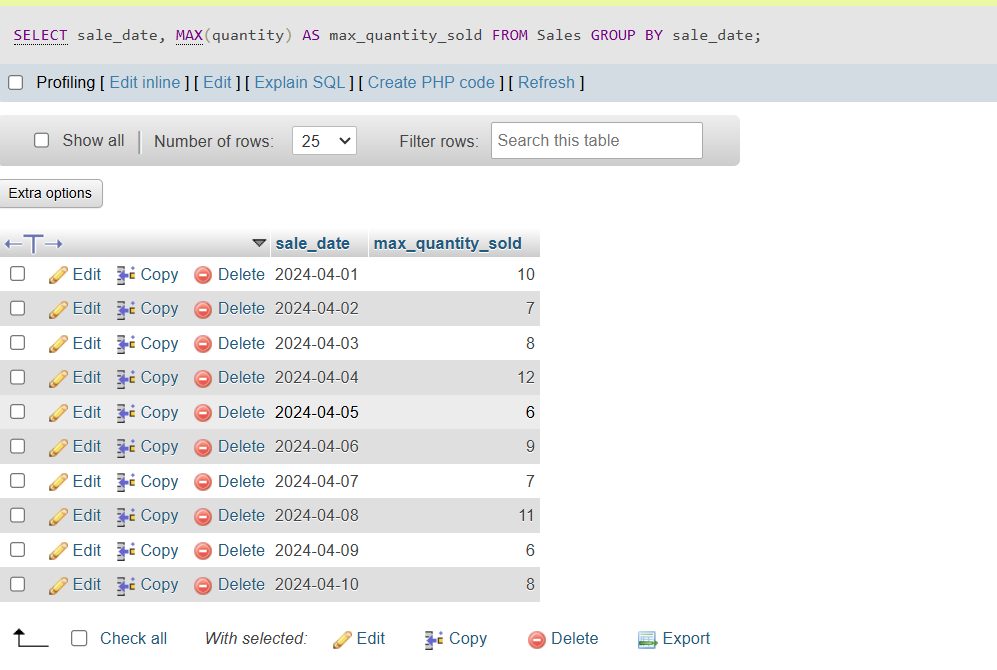 SELECT sale_date, MAX(quantity) AS max_quantity_sold FROM Sales GROUP BY sale_date;
Profiling [ Edit inline ] [ Edit ] [ Explain SQL ] [ Create PHP code ] [ Refresh ]
Show all | Number of rows: 25 Filter rows: Search this table
Extra options
←T→ sale_date max_quantity_sold
Edit Copy Delete 2024-04-01 10
Edit Copy Delete 2024-04-02 7
Edit Copy Delete 2024-04-03 8
Edit Copy Delete 2024-04-04 12
Edit Copy Delete 2024-04-05 6
Edit Copy Delete 2024-04-06 9
Edit Copy Delete 2024-04-07 7
Edit Copy Delete 2024-04-08 11
Edit Copy Delete 2024-04-09 6
Edit Copy Delete 2024-04-10 8
Check all With selected: Edit Copy Delete Export